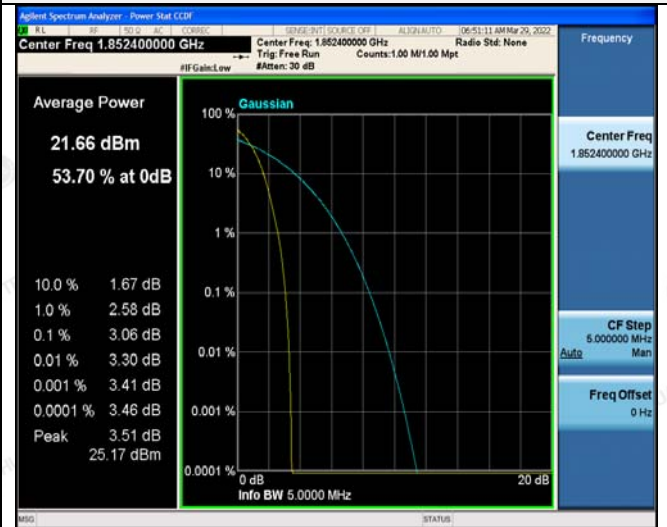 Agilent Spectrum Analyzer - Power Stat CCDF
RL RF 50 Ω AC CORREC SENSE:INT SOURCE OFF ALIGN AUTO 06:51:11 AM Mar 29, 2022
Center Freq 1.852400000 GHz
Center Freq: 1.852400000 GHz Radio Std: None
Trig: Free Run Counts:1.00 M/1.00 Mpt
#IFGain:Low #Atten: 30 dB
Frequency
Average Power
21.66 dBm
53.70 % at 0dB
10.0 % 1.67 dB
1.0 % 2.58 dB
0.1 % 3.06 dB
0.01 % 3.30 dB
0.001 % 3.41 dB
0.0001 % 3.46 dB
Peak 3.51 dB
25.17 dBm
Gaussian
100 %
10 %
1 %
0.1 %
0.01 %
0.001 %
0.0001 %
0 dB 20 dB
Info BW 5.0000 MHz
Center Freq
1.852400000 GHz
CF Step
5.000000 MHz
Auto Man
Freq Offset
0 Hz
MSG STATUS